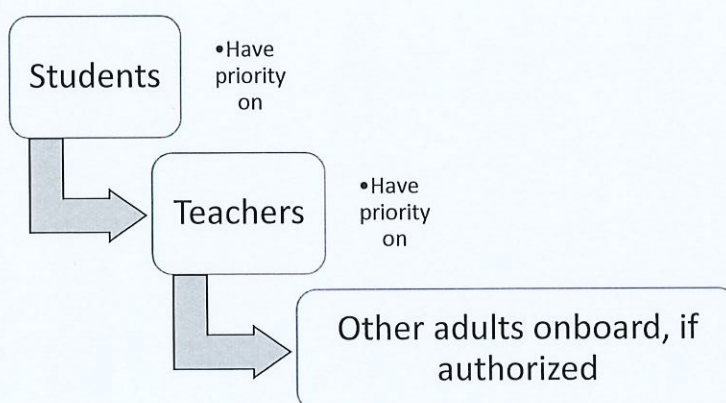 Students
•Have
priority
on
Teachers
•Have
priority
on
Other adults onboard, if
authorized